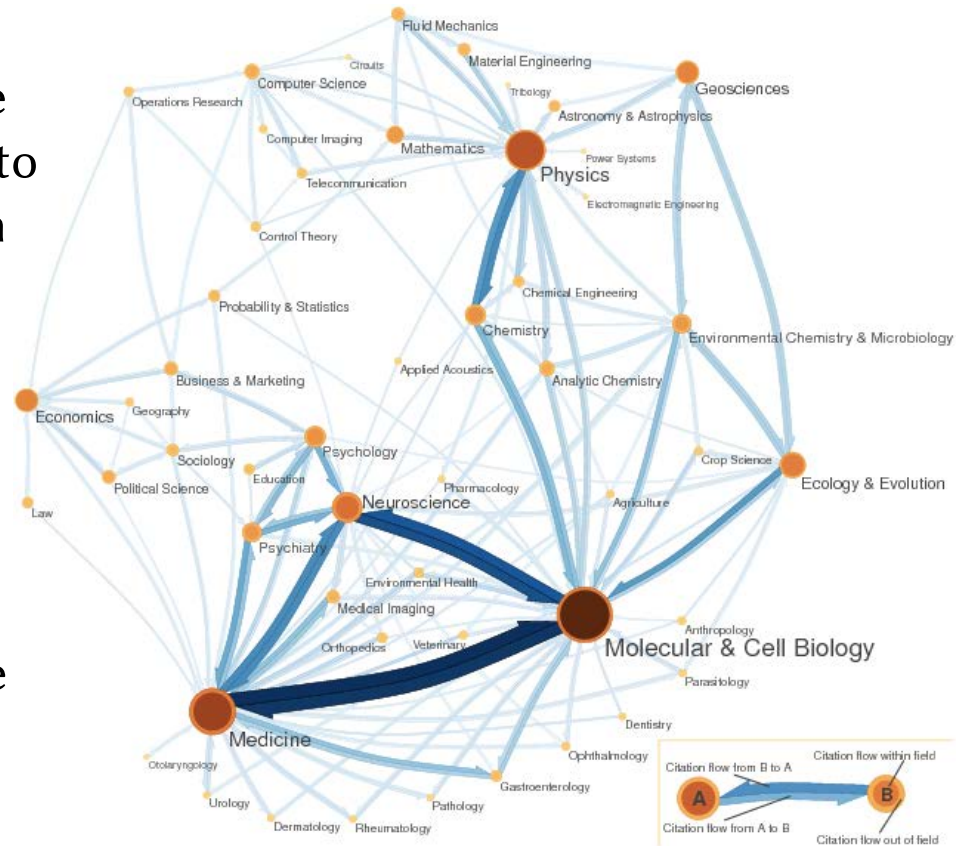 Fluid Mechanics
Circuits
Material Engineering
Computer Science
Geosciences
e
Operations Research
Tribology
Astronomy & Astrophysics
Computer Imaging
Mathematics
to
Physics
Power Systems
Telecommunication
Electromagnetic Engineering
Control Theory
Chemical Engineering
Probability & Statistics
Chemistry
Environmental Chemistry & Microbiology
Applied Acoustics
Analytic Chemistry
Business & Marketing
Economics
Geography
Psychology
Sociology
Crop Science
Education
Political Science
Ecology & Evolution
Pharmacology
Neuroscience
Agriculture
Law
Psychiatry
Environmental Health
Medical Imaging
Anthropology
Orthopedics
Veterinary
Molecular & Cell Biology
e
Parasitology
Dentistry
Medicine
Ophthalmology
Otolaryngology
Gastroenterology
Urology
Pathology
Dermatology
Rheumatology
Citation flow within field
Citation flow from B to A
A
B
Citation flow from A to B
Citation flow out of field